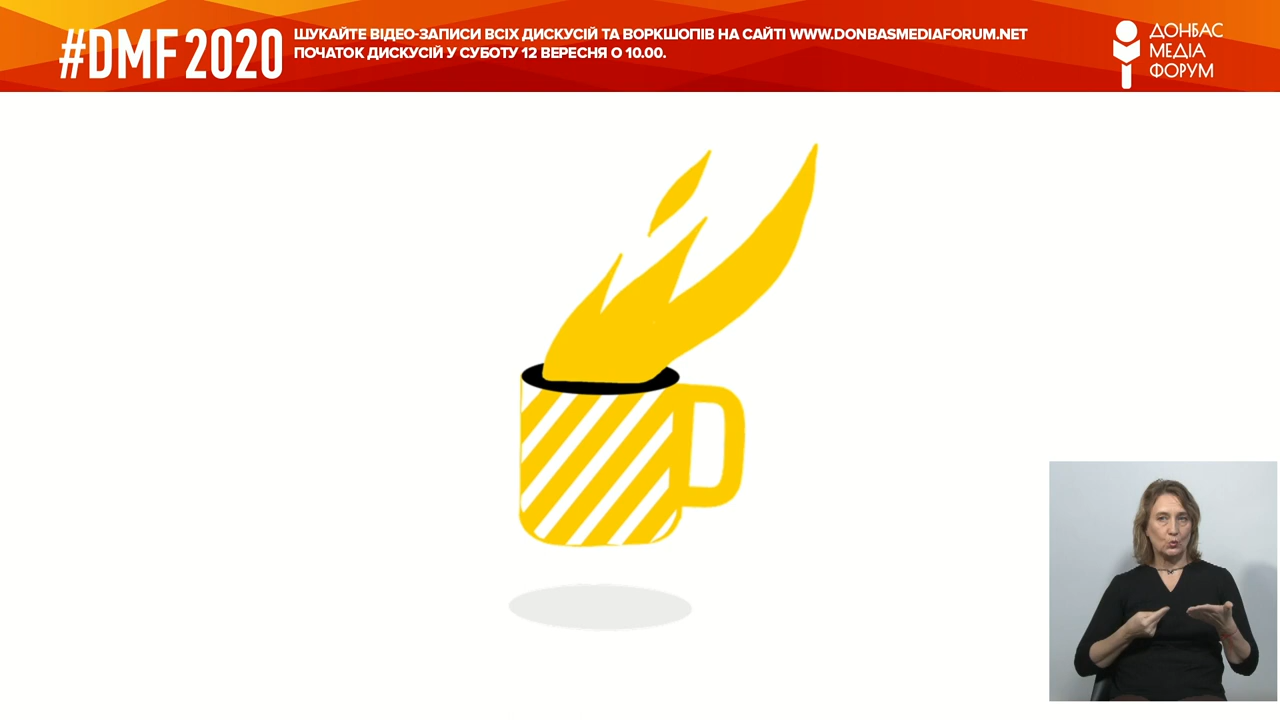 #DMF 2020
ШУКАЙТЕ ВІДЕО-ЗАПИСИ ВСІХ ДИСКУСІЙ ТА ВОРКШОПІВ НА САЙТІ WWW.DONBASMEDIAFORUM.NET
ПОЧАТОК ДИСКУСІЙ У СУБОТУ 12 ВЕРЕСНЯ О 10.00.
ДОНБАС
МЕДІА
ФОРУМ